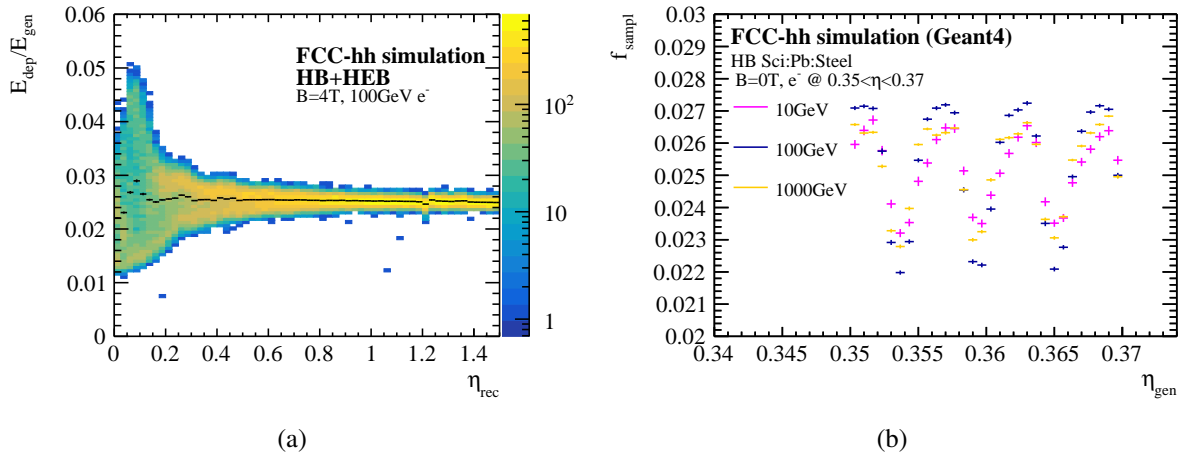 E_dep/E_gen
0.06
0.05
0.04
0.03
0.02
0.01
0
FCC-hh simulation
HB+HEB
B=4T, 100GeV e⁻
10²
10
1
0 0.2 0.4 0.6 0.8 1 1.2 1.4
η_rec
(a)
f_sampl
0.03
0.029
0.028
0.027
0.026
0.025
0.024
0.023
0.022
0.021
0.02
FCC-hh simulation (Geant4)
HB Sci:Pb:Steel
B=0T, e⁻ @ 0.35<η<0.37
10GeV
100GeV
1000GeV
0.34 0.345 0.35 0.355 0.36 0.365 0.37
η_gen
(b)